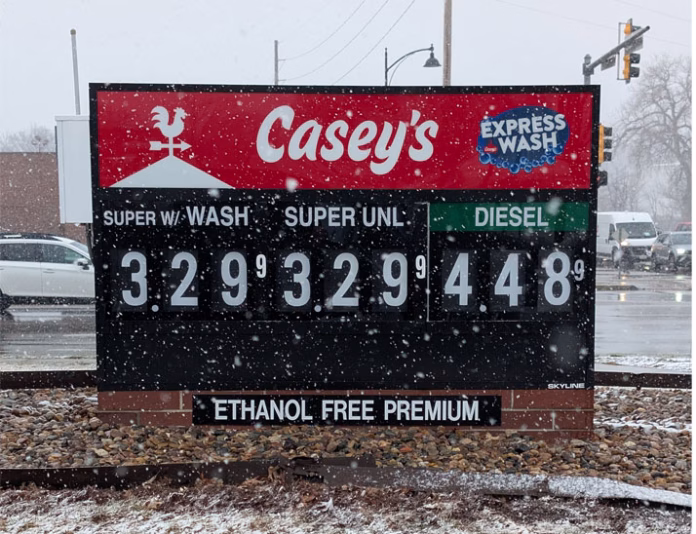 Casey's
EXPRESS
WASH
SUPER W/ WASH SUPER UNL DIESEL
3.29 9 3.29 9 4.48 9
SKYLINE
ETHANOL FREE PREMIUM